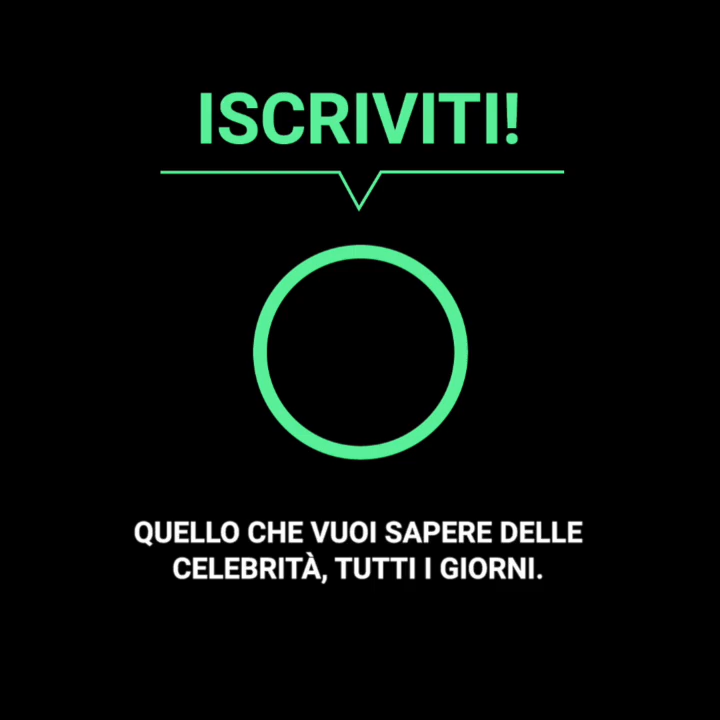 ISCRIVITI!
QUELLO CHE VUOI SAPERE DELLE
CELEBRITÀ, TUTTI I GIORNI.